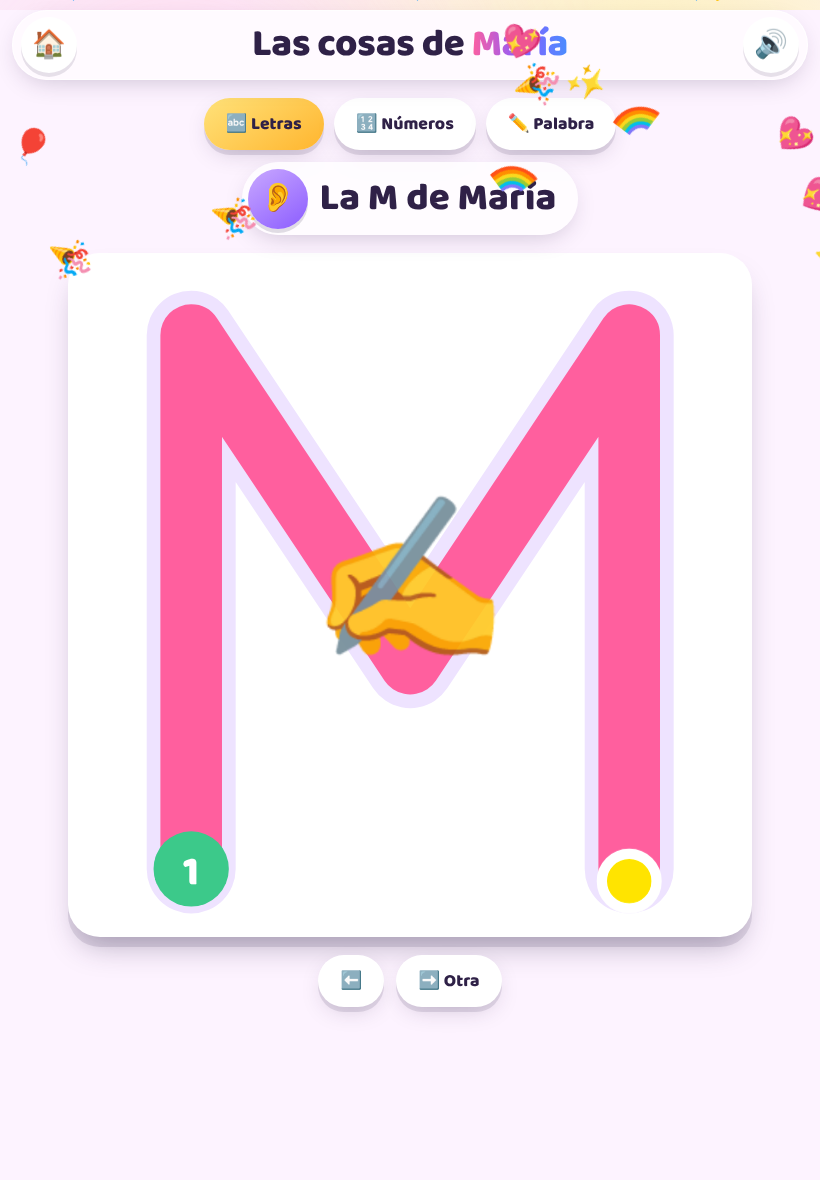 Las cosas de María
Letras
Números
Palabra
La M de María
M
1
Otra